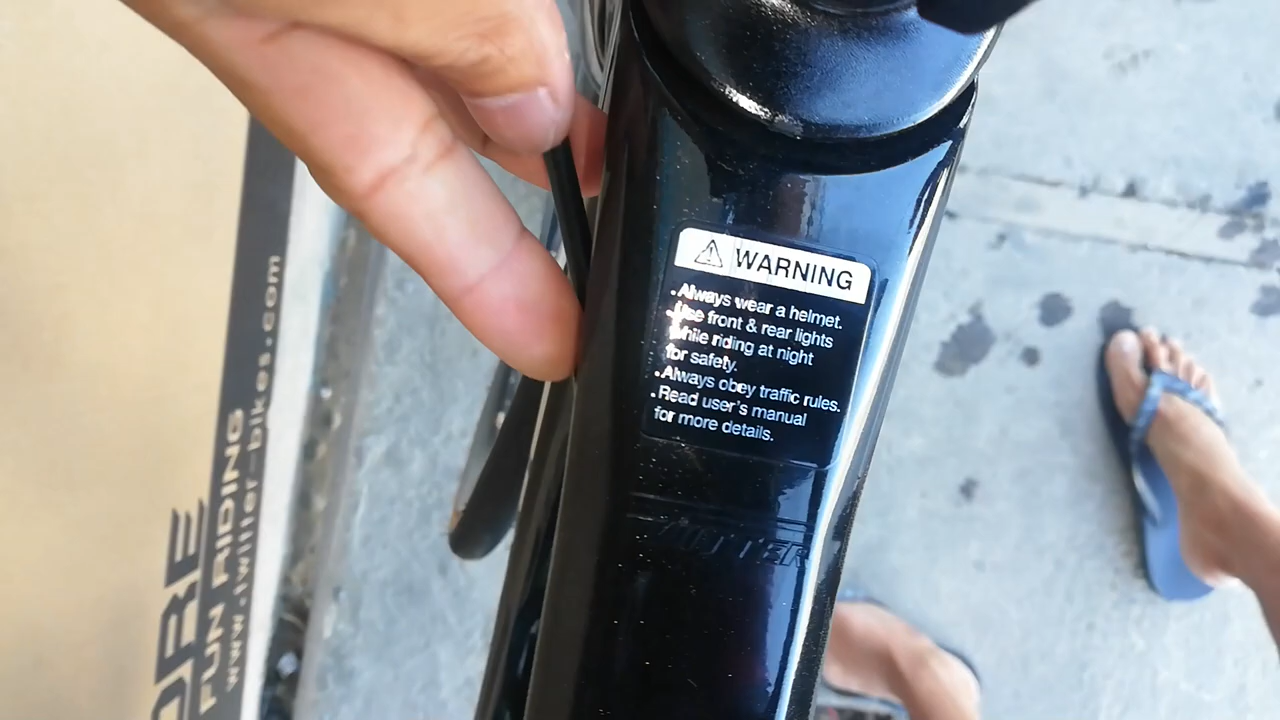 WARNING
.Always wear a helmet.
.Use front & rear lights
while riding at night
for safety.
.Always obey traffic rules.
.Read user's manual
for more details.
TWITTER
ORE
FUN RIDING
www.twitter-bikes.com